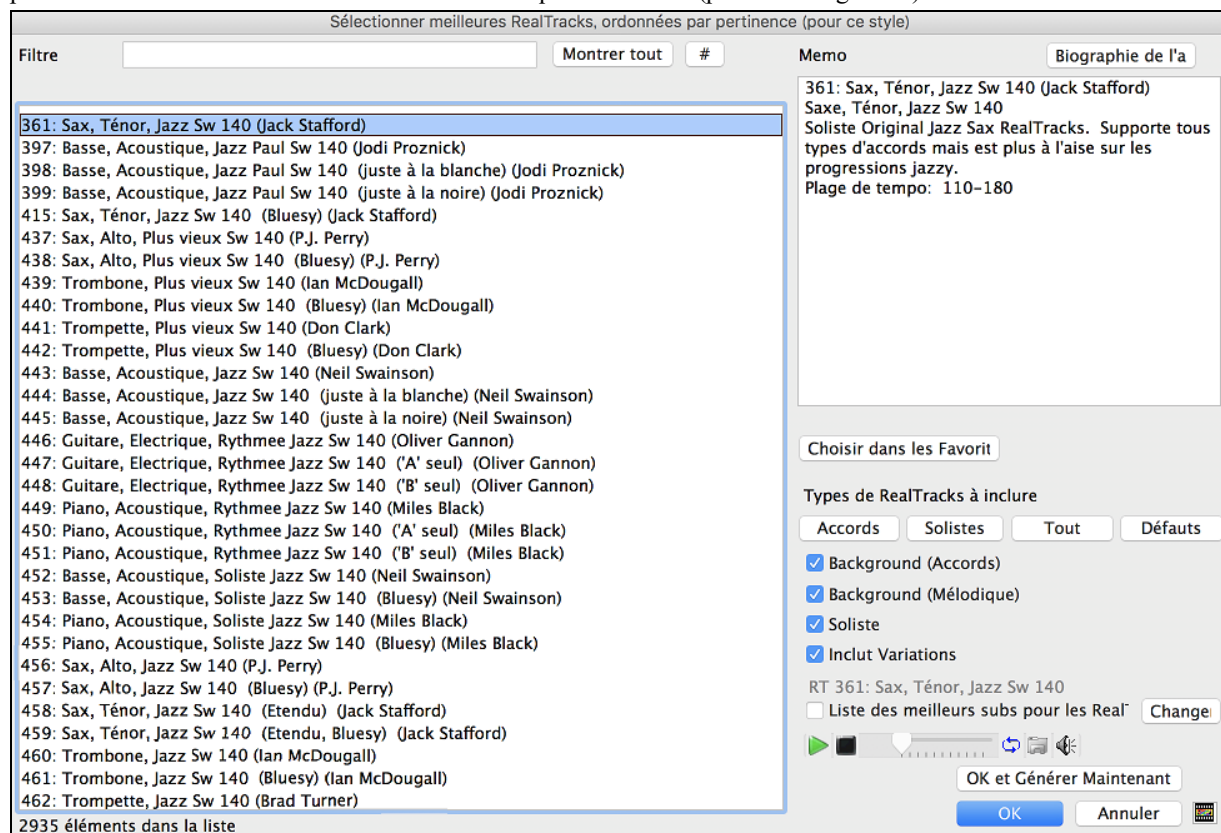 Sélectionner meilleures RealTracks, ordonnées par pertinence (pour ce style)
Filtre
Montrer tout
#
361: Sax, Ténor, Jazz Sw 140 (Jack Stafford)
397: Basse, Acoustique, Jazz Paul Sw 140 (Jodi Proznick)
398: Basse, Acoustique, Jazz Paul Sw 140 (juste à la blanche) (Jodi Proznick)
399: Basse, Acoustique, Jazz Paul Sw 140 (juste à la noire) (Jodi Proznick)
415: Sax, Ténor, Jazz Sw 140 (Bluesy) (Jack Stafford)
437: Sax, Alto, Plus vieux Sw 140 (P.J. Perry)
438: Sax, Alto, Plus vieux Sw 140 (Bluesy) (P.J. Perry)
439: Trombone, Plus vieux Sw 140 (Ian McDougall)
440: Trombone, Plus vieux Sw 140 (Bluesy) (Ian McDougall)
441: Trompette, Plus vieux Sw 140 (Don Clark)
442: Trompette, Plus vieux Sw 140 (Bluesy) (Don Clark)
443: Basse, Acoustique, Jazz Sw 140 (Neil Swainson)
444: Basse, Acoustique, Jazz Sw 140 (juste à la blanche) (Neil Swainson)
445: Basse, Acoustique, Jazz Sw 140 (juste à la noire) (Neil Swainson)
446: Guitare, Electrique, Rythmee Jazz Sw 140 (Oliver Gannon)
447: Guitare, Electrique, Rythmee Jazz Sw 140 ('A' seul) (Oliver Gannon)
448: Guitare, Electrique, Rythmee Jazz Sw 140 ('B' seul) (Oliver Gannon)
449: Piano, Acoustique, Rythmee Jazz Sw 140 (Miles Black)
450: Piano, Acoustique, Rythmee Jazz Sw 140 ('A' seul) (Miles Black)
451: Piano, Acoustique, Rythmee Jazz Sw 140 ('B' seul) (Miles Black)
452: Basse, Acoustique, Soliste Jazz Sw 140 (Neil Swainson)
453: Basse, Acoustique, Soliste Jazz Sw 140 (Bluesy) (Neil Swainson)
454: Piano, Acoustique, Soliste Jazz Sw 140 (Miles Black)
455: Piano, Acoustique, Soliste Jazz Sw 140 (Bluesy) (Miles Black)
456: Sax, Alto, Jazz Sw 140 (P.J. Perry)
457: Sax, Alto, Jazz Sw 140 (Bluesy) (P.J. Perry)
458: Sax, Ténor, Jazz Sw 140 (Etendu) (Jack Stafford)
459: Sax, Ténor, Jazz Sw 140 (Etendu, Bluesy) (Jack Stafford)
460: Trombone, Jazz Sw 140 (Ian McDougall)
461: Trombone, Jazz Sw 140 (Bluesy) (Ian McDougall)
462: Trompette, Jazz Sw 140 (Brad Turner)
2935 éléments dans la liste
Memo
Biographie de l'a
361: Sax, Ténor, Jazz Sw 140 (Jack Stafford)
Saxe, Ténor, Jazz Sw 140
Soliste Original Jazz Sax RealTracks. Supporte tous
types d'accords mais est plus à l'aise sur les
progressions jazzy.
Plage de tempo: 110-180
Choisir dans les Favorit
Types de RealTracks à inclure
Accords
Solistes
Tout
Défauts
Background (Accords)
Background (Mélodique)
Soliste
Inclut Variations
RT 361: Sax, Ténor, Jazz Sw 140
Liste des meilleurs subs pour les Real
Change
OK et Générer Maintenant
OK
Annuler